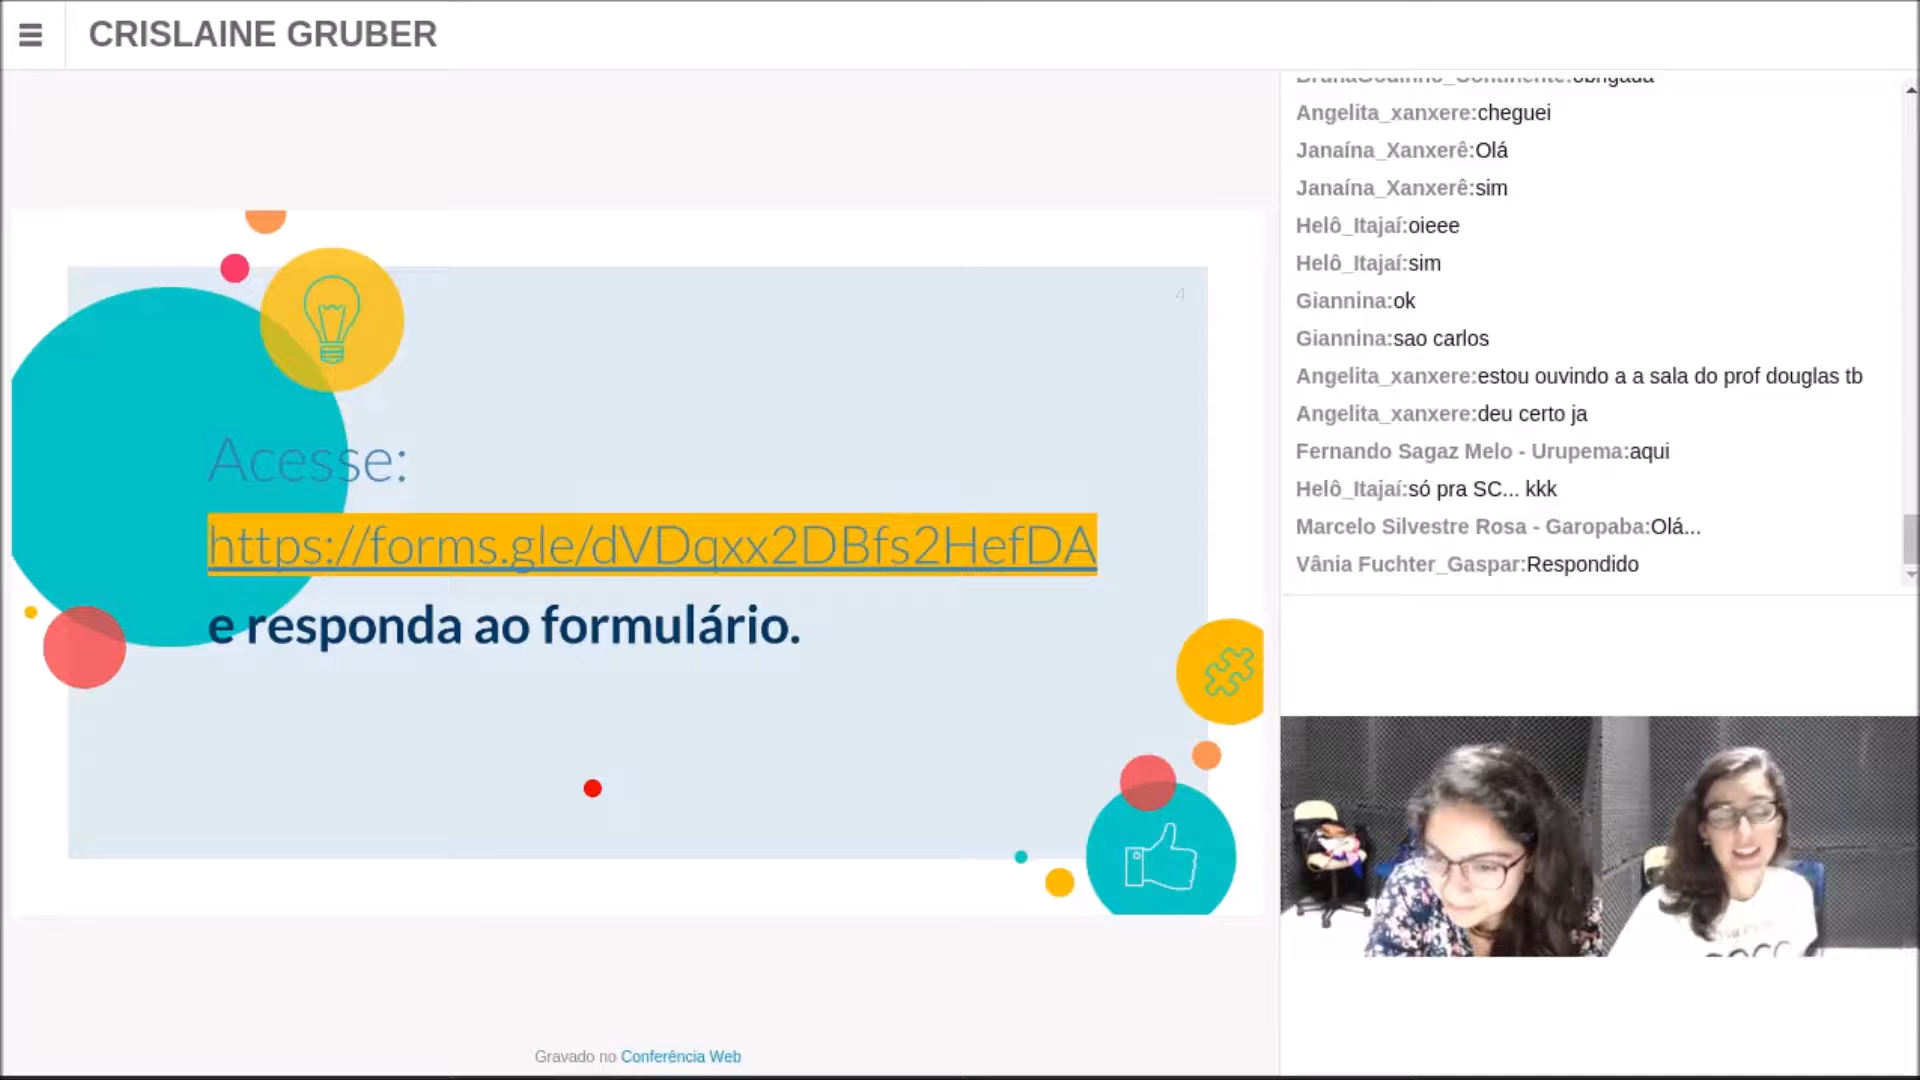 CRISLAINE GRUBER
Angelita_xanxere:cheguei
Janaína_Xanxerê:Olá
Janaína_Xanxerê:sim
Helô_Itajaí:oieee
Helô_Itajaí:sim
Giannina:ok
Giannina:sao carlos
Angelita_xanxere:estou ouvindo a a sala do prof douglas tb
Angelita_xanxere:deu certo ja
Fernando Sagaz Melo - Urupema:aqui
Helô_Itajaí:só pra SC... kkk
Marcelo Silvestre Rosa - Garopaba:Olá...
Vânia Fuchter_Gaspar:Respondido
4
Acesse:
https://forms.gle/dVDqxx2DBfs2HefDA
e responda ao formulário.
Gravado no Conferência Web